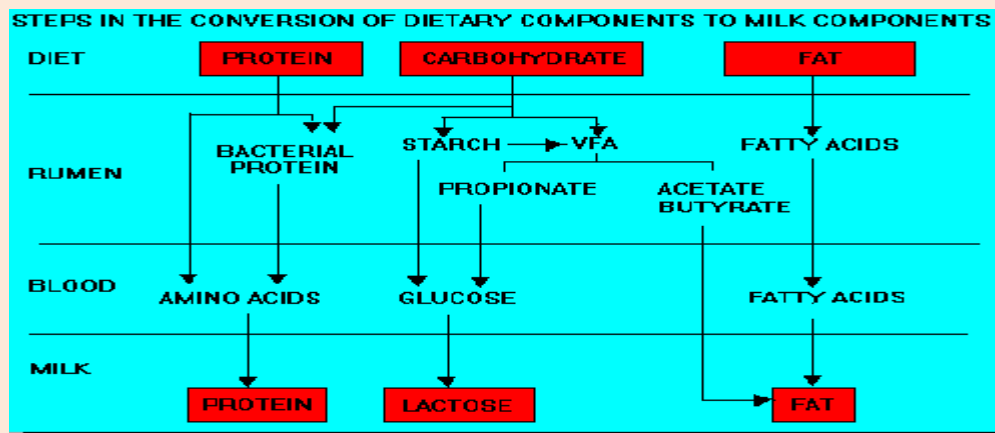 STEPS IN THE CONVERSION OF DIETARY COMPONENTS TO MILK COMPONENTS
DIET
PROTEIN
CARBOHYDRATE
FAT
RUMEN
BACTERIAL
PROTEIN
STARCH
VFA
FATTY ACIDS
PROPIONATE
ACETATE
BUTYRATE
BLOOD
AMINO ACIDS
GLUCOSE
FATTY ACIDS
MILK
PROTEIN
LACTOSE
FAT